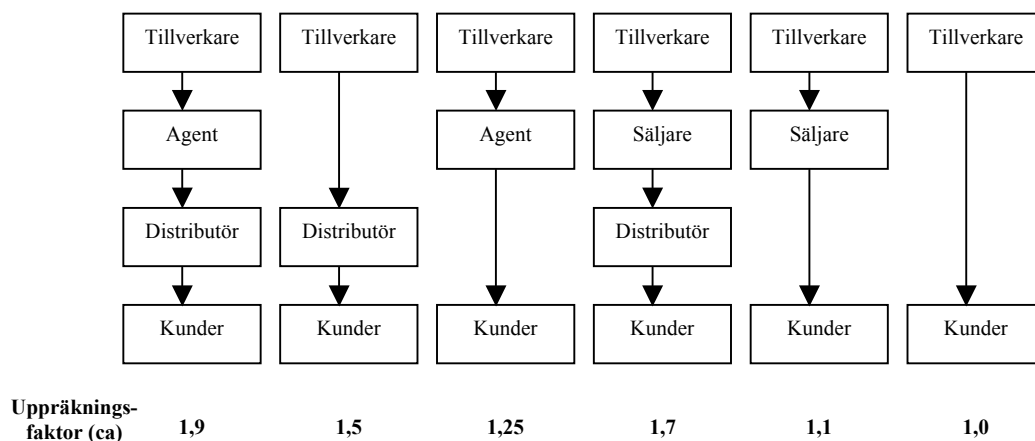 Tillverkare Tillverkare Tillverkare Tillverkare Tillverkare Tillverkare
Agent Agent Säljare Säljare
Distributör Distributör Distributör
Kunder Kunder Kunder Kunder Kunder Kunder
Uppräknings-
faktor (ca) 1,9 1,5 1,25 1,7 1,1 1,0